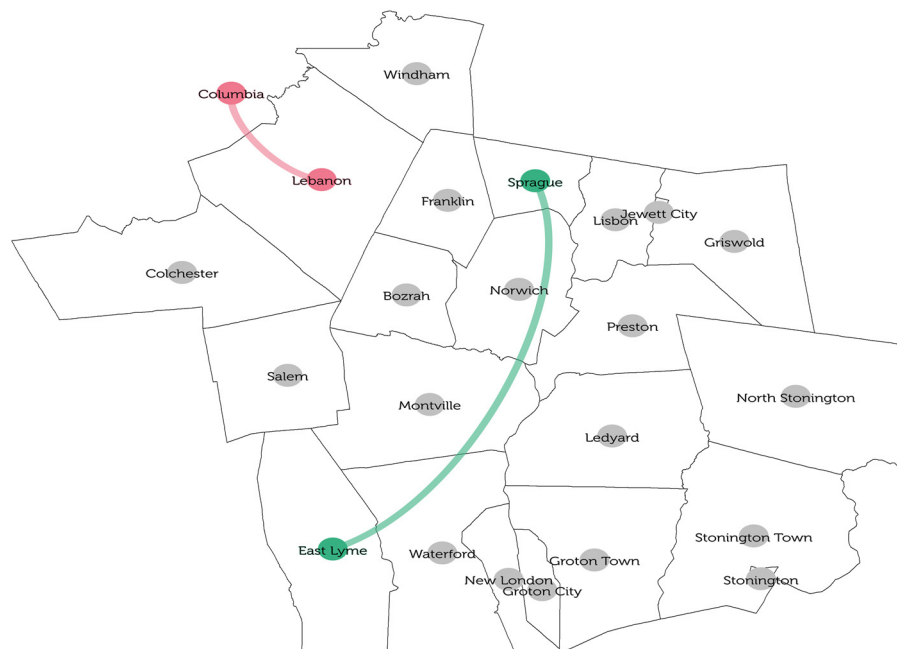 Windham
Columbia
Lebanon
Sprague
Franklin
Jewett City
Lisbon
Griswold
Colchester
Norwich
Bozrah
Preston
Salem
North Stonington
Montville
Ledyard
Stonington Town
East Lyme
Waterford
Groton Town
New London
Stonington
Groton City